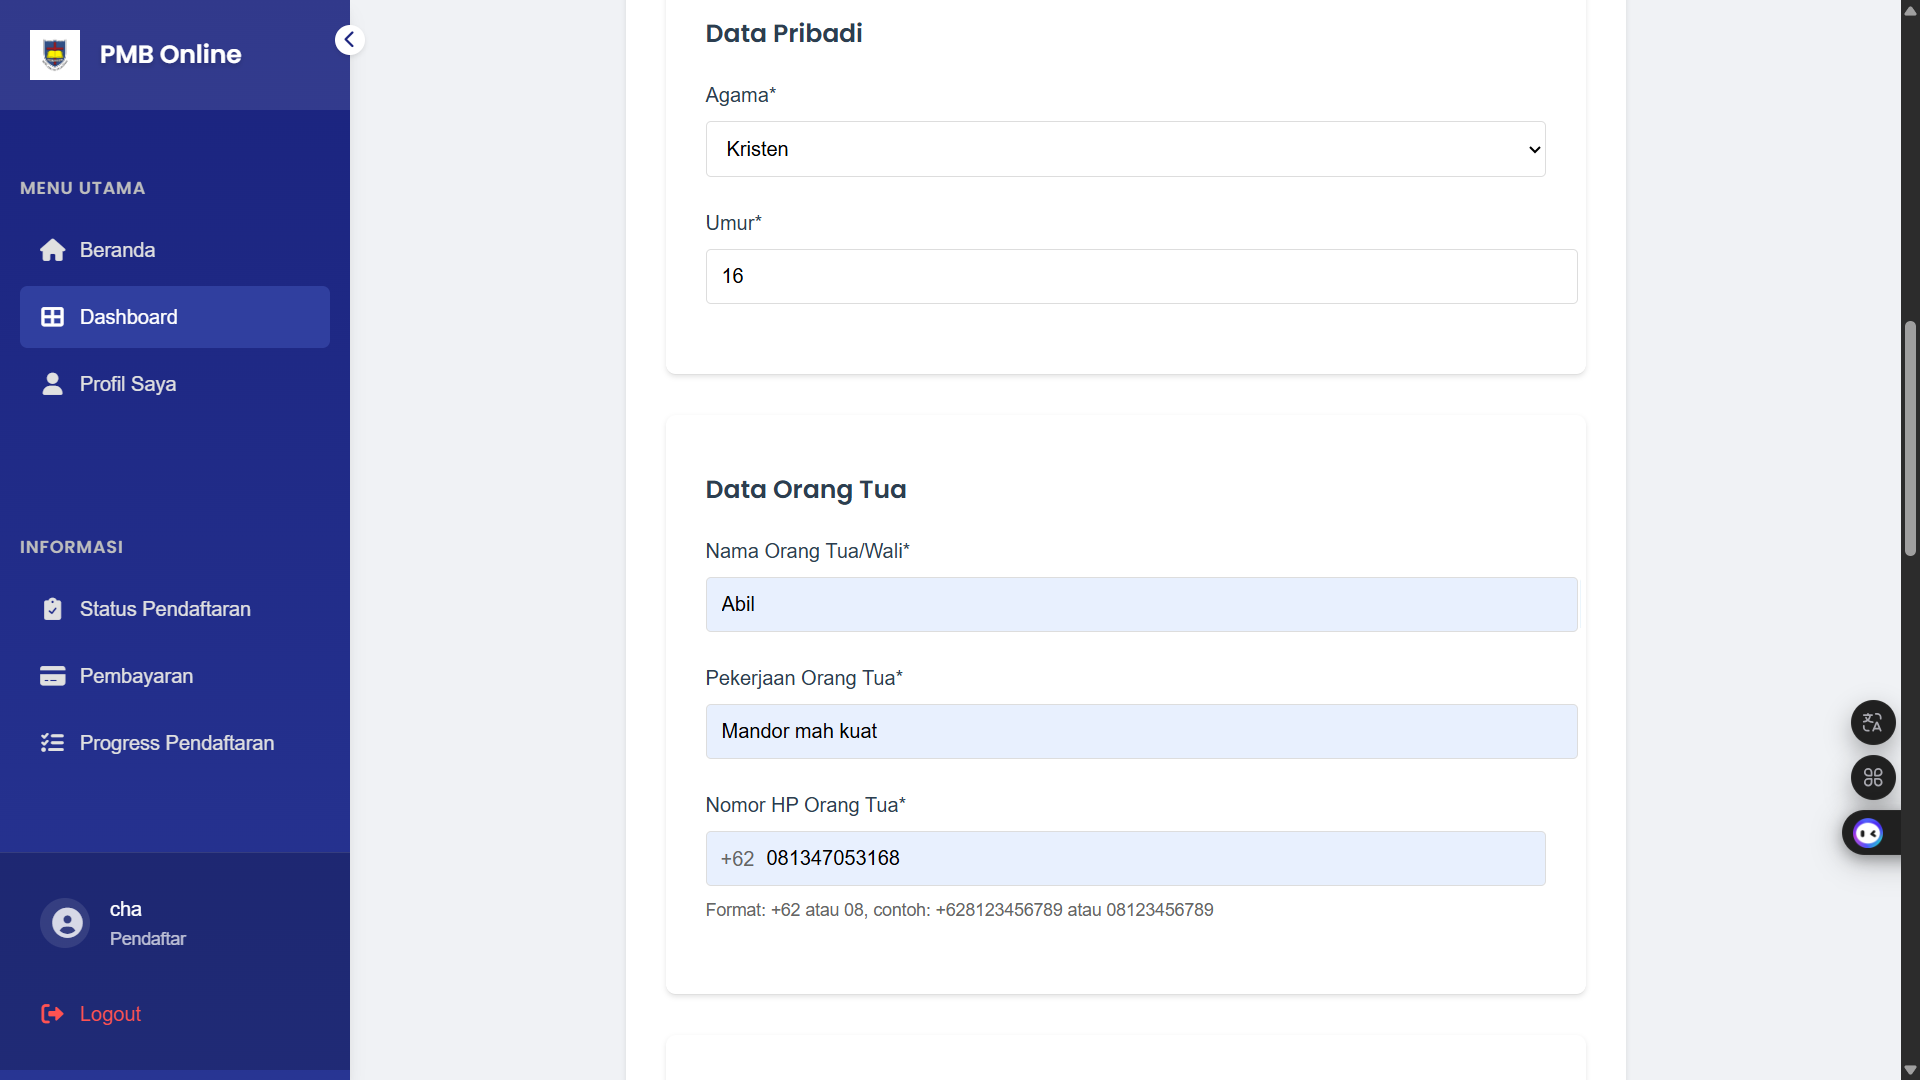 PMB Online
MENU UTAMA
Beranda
Dashboard
Profil Saya
INFORMASI
Status Pendaftaran
Pembayaran
Progress Pendaftaran
cha
Pendaftar
Logout
Data Pribadi
Agama*
Kristen
Umur*
16
Data Orang Tua
Nama Orang Tua/Wali*
Abil
Pekerjaan Orang Tua*
Mandor mah kuat
Nomor HP Orang Tua*
+62 081347053168
Format: +62 atau 08, contoh: +628123456789 atau 08123456789